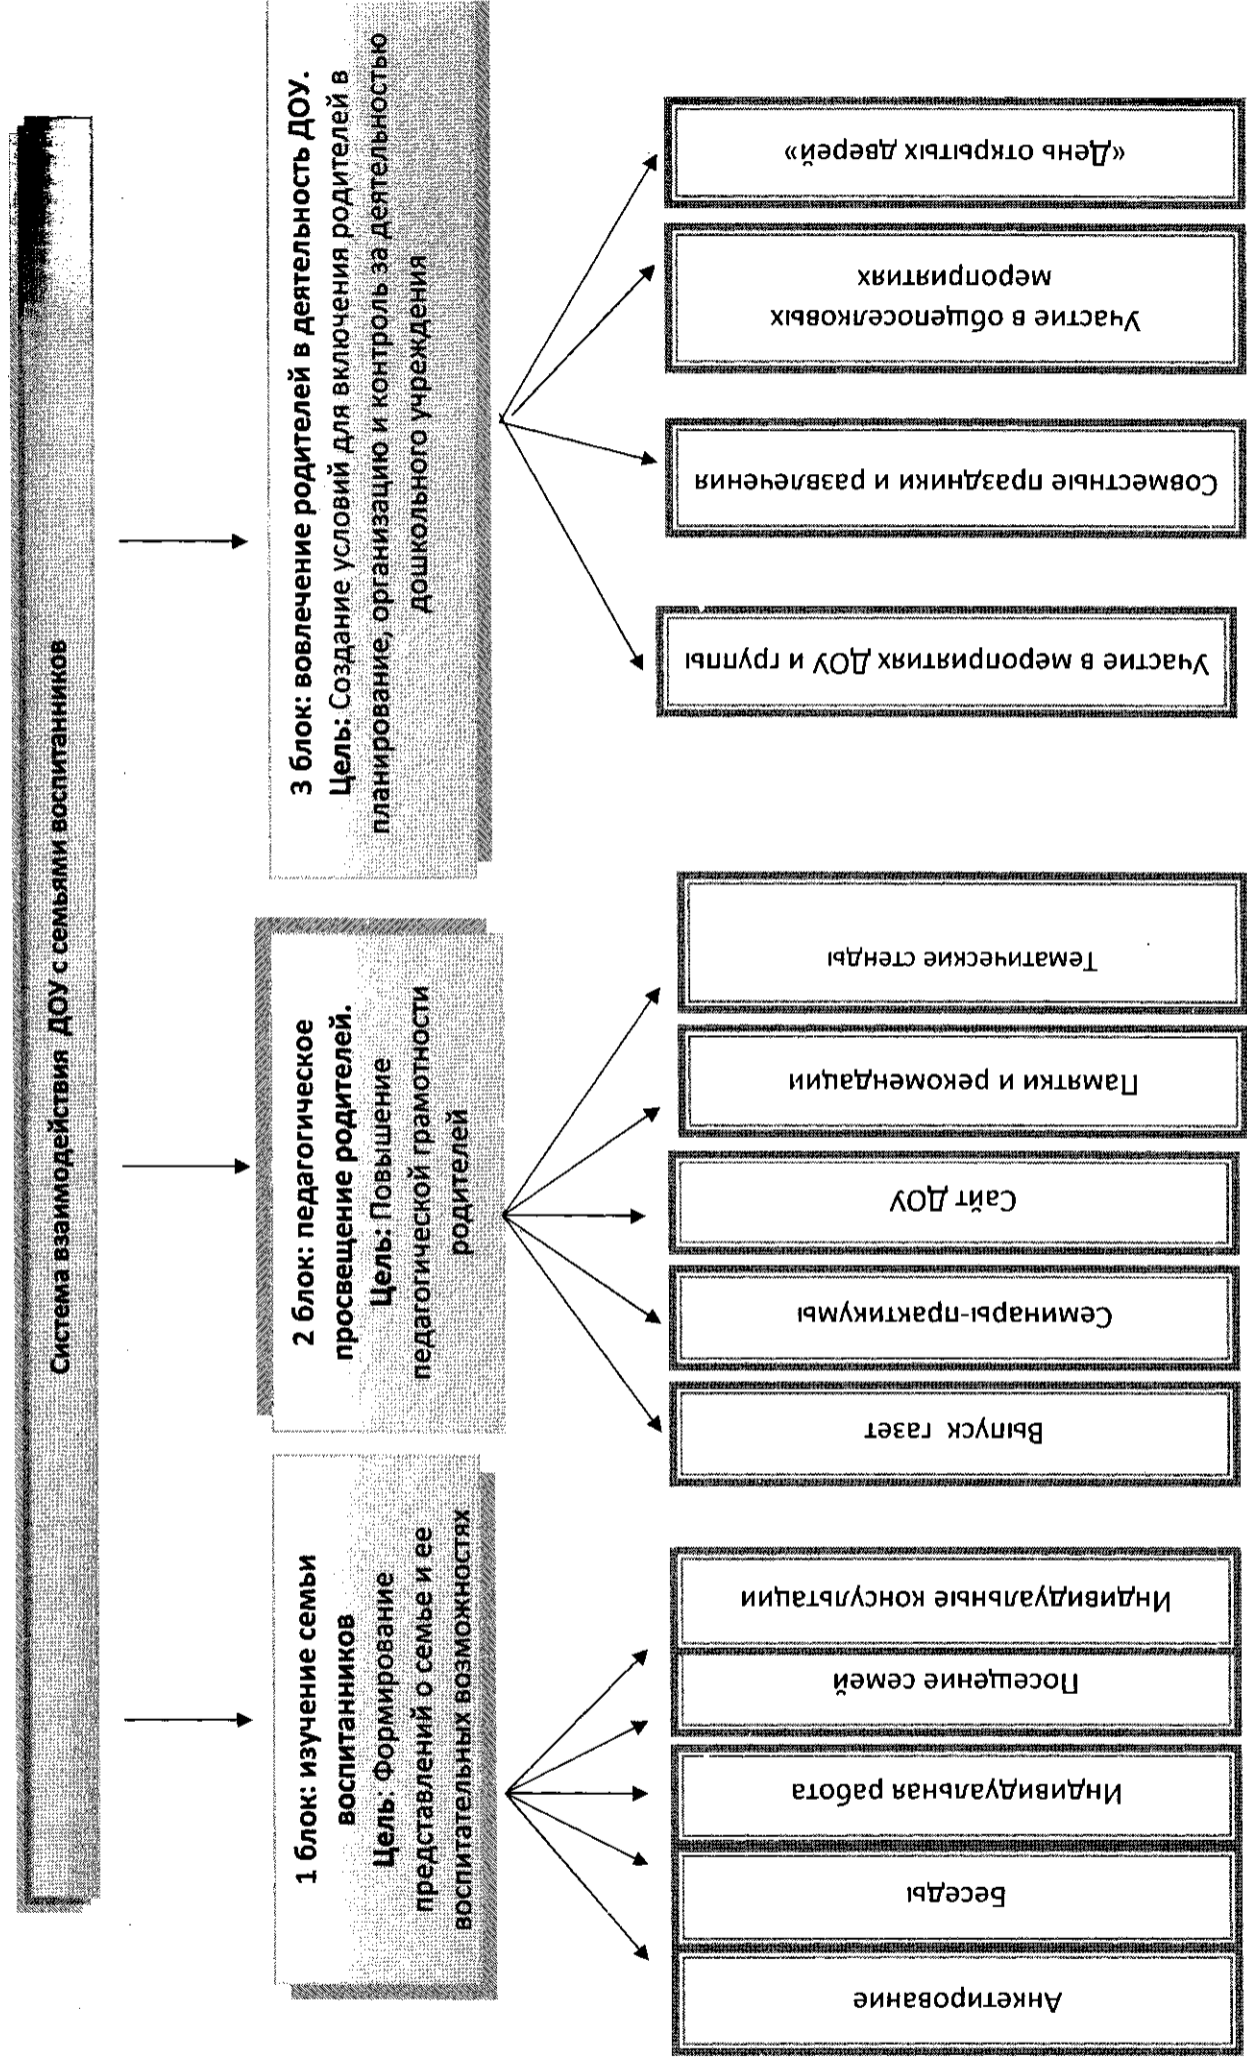 Система взаимодействия ДОУ с семьями воспитанников
1 блок: изучение семьи
воспитанников
Цель: Формирование
представлений о семье и ее
воспитательных возможностях
2 блок: педагогическое
просвещение родителей.
Цель: Повышение
педагогической грамотности
родителей
3 блок: вовлечение родителей в деятельность ДОУ.
Цель: Создание условий для включения родителей в
планирование, организацию и контроль за деятельностью
дошкольного учреждения
Анкетирование
Беседы
Индивидуальная работа
Посещение семей
Индивидуальные консультации
Выпуск газет
Семинары-практикумы
Сайт ДОУ
Памятки и рекомендации
Тематические стенды
Участие в мероприятиях ДОУ и группы
Совместные праздники и развлечения
Участие в общепоселковых
мероприятиях
«День открытых дверей»